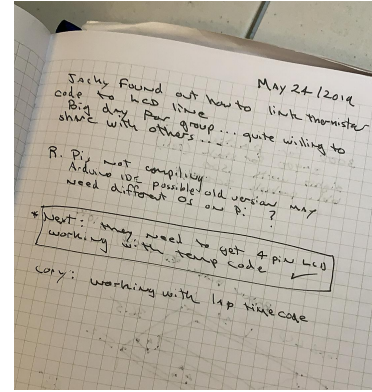 May 24/2019
Jacky found out how to link thermistor
code to LCD line
Big day for group... quite willing to
share with others...
R. Pi, not compiling
Arduino IDE possible old version may
need different OS on Pi ?
* Next: they need to get 4 pin LCD
working with temp code ✓
Cory: working with lap time code